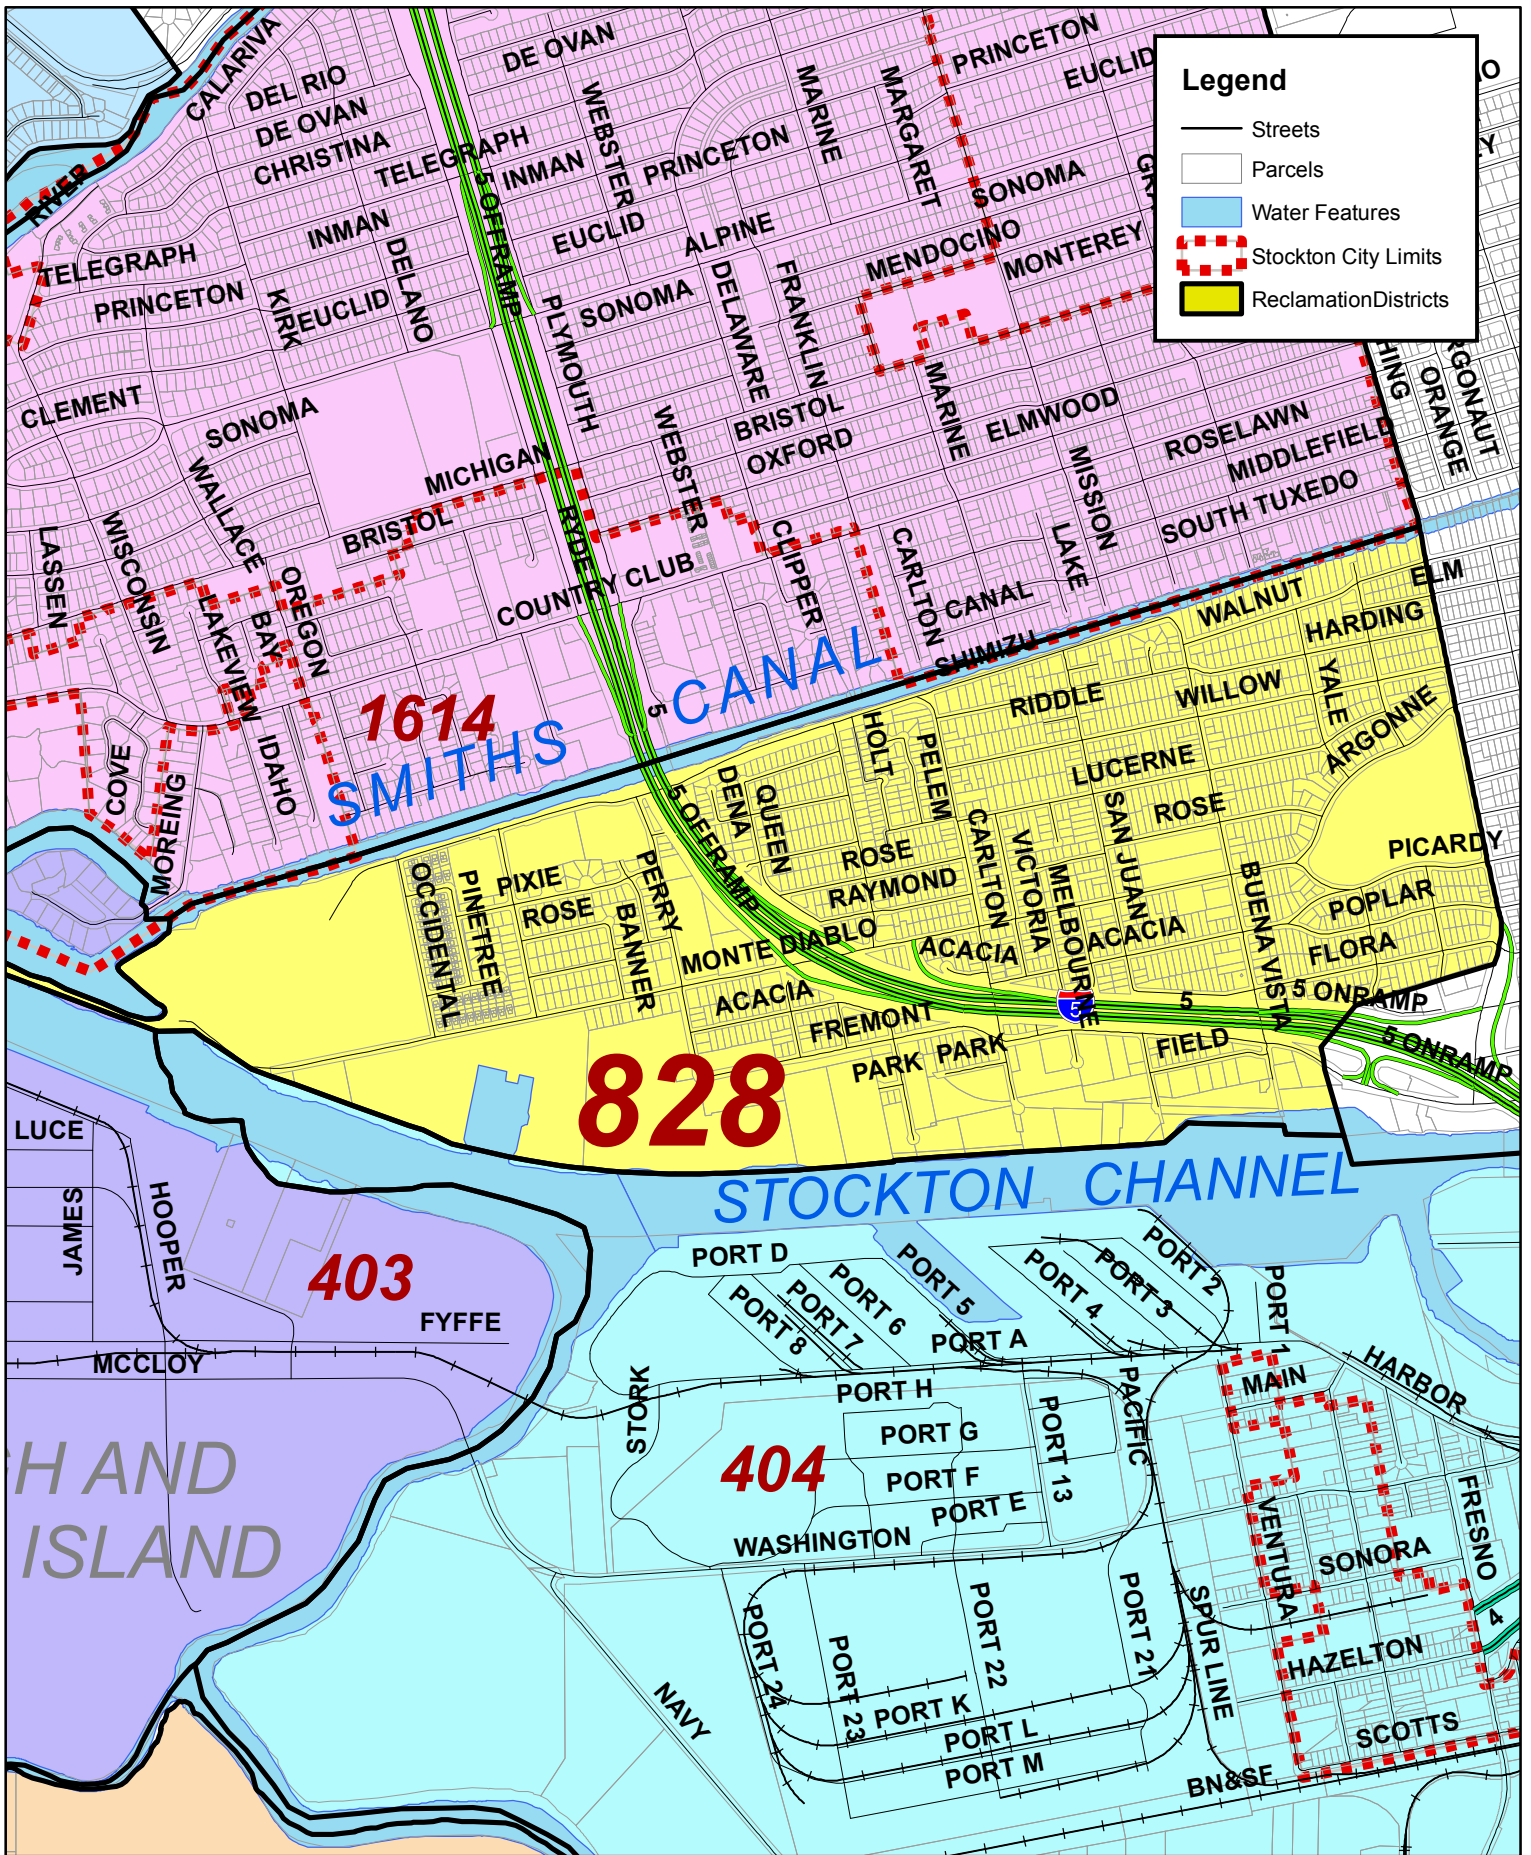 Legend
Streets
Parcels
Water Features
Stockton City Limits
ReclamationDistricts
CALARIVA
DEL RIO
DE OVAN
CHRISTINA
TELEGRAPH
INMAN
DELANO
RIVER
TELEGRAPH
PRINCETON
KIRK
EUCLID
CLEMENT
SONOMA
WALLACE
MICHIGAN
BRISTOL
LASSEN
WISCONSIN
LAKEVIEW
BAY
OREGON
IDAHO
COVE
MOREING
DE OVAN
WEBSTER
INMAN
EUCLID
PRINCETON
ALPINE
SONOMA
DELAWARE
FRANKLIN
PLYMOUTH
5 OFFRAMP
MARINE
MARGARET
PRINCETON
EUCLID
SONOMA
MENDOCINO
MONTEREY
WEBSTER
BRISTOL
OXFORD
MARINE
ELMWOOD
MISSION
ROSELAWN
MIDDLEFIELD
SOUTH TUXEDO
ORANGE
RYDE
COUNTRY CLUB
CLIPPER
CARLTON
CANAL
LAKE
SHIMIZU
WALNUT
ELM
HARDING
1614
SMITHS CANAL
5
RIDDLE
WILLOW
YALE
ARGONNE
HOLT
PELEM
LUCERNE
ROSE
SAN JUAN
DENA
QUEEN
5 OFFRAMP
ROSE
RAYMOND
CARLTON
VICTORIA
MELBOURNE
ACACIA
ACACIA
BUENA VISTA
PICARDY
POPLAR
FLORA
OCCIDENTAL
PINETREE
PIXIE
ROSE
BANNER
PERRY
MONTE DIABLO
ACACIA
FREMONT
PARK
PARK
FIELD
5
5
5 ONRAMP
5 ONRAMP
828
STOCKTON CHANNEL
LUCE
JAMES
HOOPER
403
FYFFE
MCCLOY
ISLAND
PORT D
PORT 8
PORT 7
PORT 6
PORT 5
PORT 4
PORT 3
PORT 2
PORT 1
PORT A
PORT H
STORK
PORT G
PORT F
PORT E
PORT 13
PACIFIC
404
WASHINGTON
MAIN
HARBOR
VENTURA
SONORA
FRESNO
4
HAZELTON
SCOTTS
SPUR LINE
PORT 21
PORT 22
PORT 23
PORT 24
NAVY
PORT K
PORT L
PORT M
BN&SF